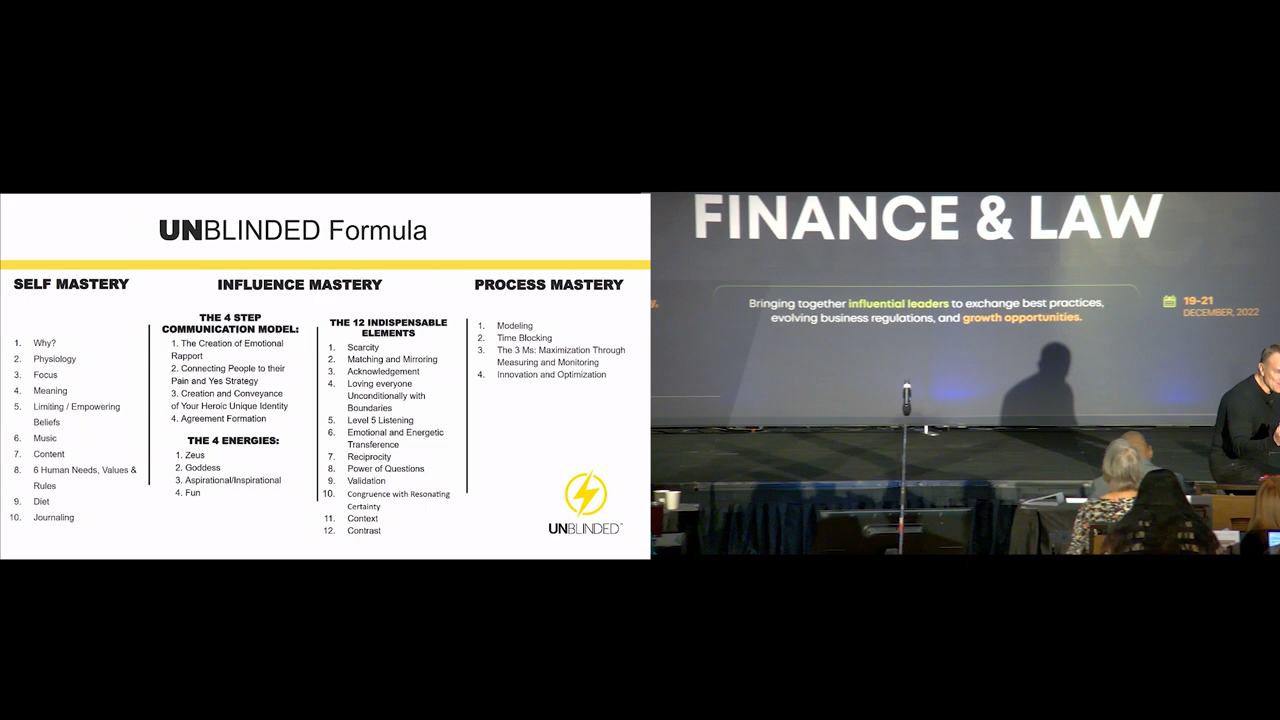 UNBLINDED Formula
SELF MASTERY
1. Why?
2. Physiology
3. Focus
4. Meaning
5. Limiting / Empowering
Beliefs
6. Music
7. Content
8. 6 Human Needs, Values &
Rules
9. Diet
10. Journaling
INFLUENCE MASTERY
THE 4 STEP
COMMUNICATION MODEL:
1. The Creation of Emotional
Rapport
2. Connecting People to their
Pain and Yes Strategy
3. Creation and Conveyance
of Your Heroic Unique Identity
4. Agreement Formation
THE 4 ENERGIES:
1. Zeus
2. Goddess
3. Aspirational/Inspirational
4. Fun
THE 12 INDISPENSABLE
ELEMENTS
1. Scarcity
2. Matching and Mirroring
3. Acknowledgement
4. Loving everyone
Unconditionally with
Boundaries
5. Level 5 Listening
6. Emotional and Energetic
Transference
7. Reciprocity
8. Power of Questions
9. Validation
10. Congruence with Resonating
Certainty
11. Context
12. Contrast
PROCESS MASTERY
1. Modeling
2. Time Blocking
3. The 3 Ms: Maximization Through
Measuring and Monitoring
4. Innovation and Optimization
UNBLINDED
FINANCE & LAW
Bringing together influential leaders to exchange best practices,
evolving business regulations, and growth opportunities.
19-21
DECEMBER, 2022